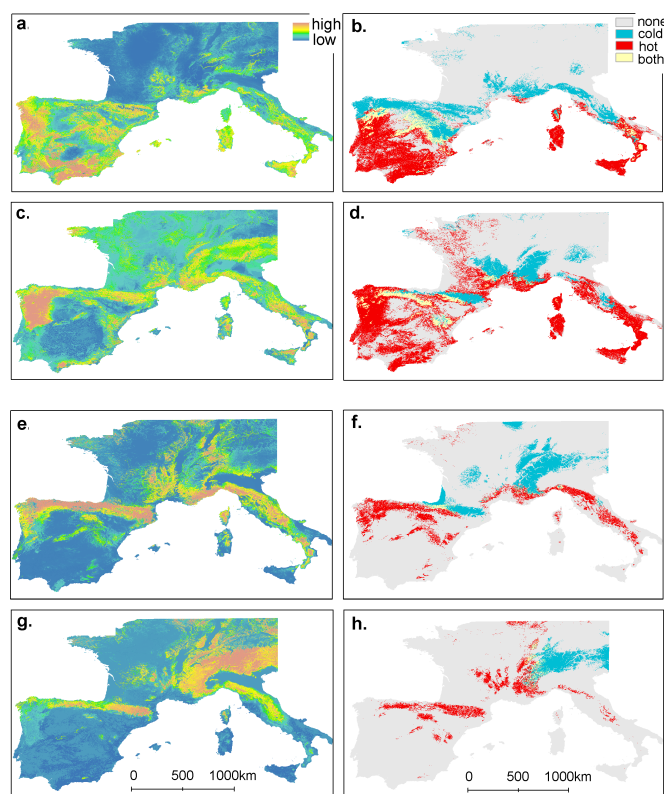 a.
high
low
b.
none
cold
hot
both
c.
d.
e.
f.
g.
h.
0 500 1000km
0 500 1000km